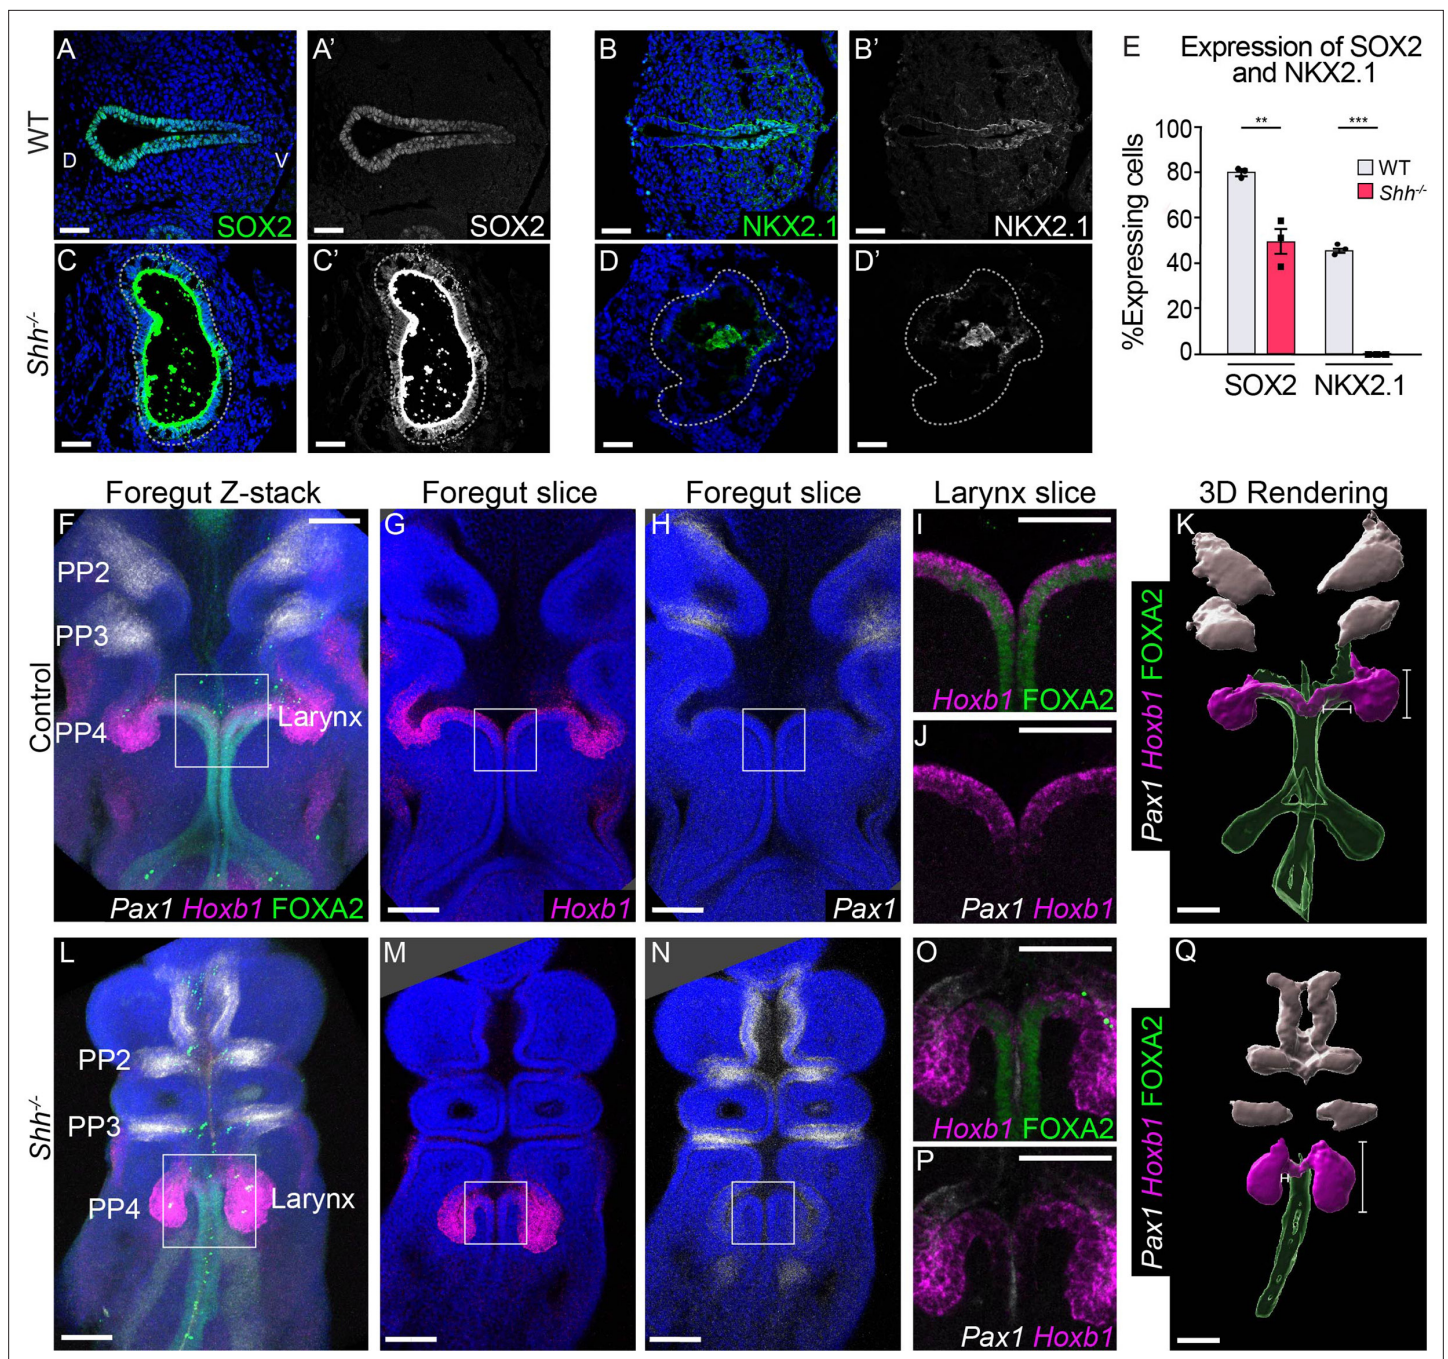 A
A'
B
B'
E Expression of SOX2
and NKX2.1
WT
D
V
SOX2
SOX2
NKX2.1
NKX2.1
C
C'
D
D'
Shh-/-
%Expressing cells
100
80
60
40
20
0
**
***
WT
Shh-/-
SOX2
NKX2.1
Foregut Z-stack
Foregut slice
Foregut slice
Larynx slice
3D Rendering
Control
F
PP2
PP3
PP4
Larynx
Pax1 Hoxb1 FOXA2
G
Hoxb1
H
Pax1
I
Hoxb1 FOXA2
J
Pax1 Hoxb1
K
Pax1 Hoxb1 FOXA2
Shh-/-
L
PP2
PP3
PP4
Larynx
M
N
O
Hoxb1 FOXA2
P
Pax1 Hoxb1
Q
Pax1 Hoxb1 FOXA2